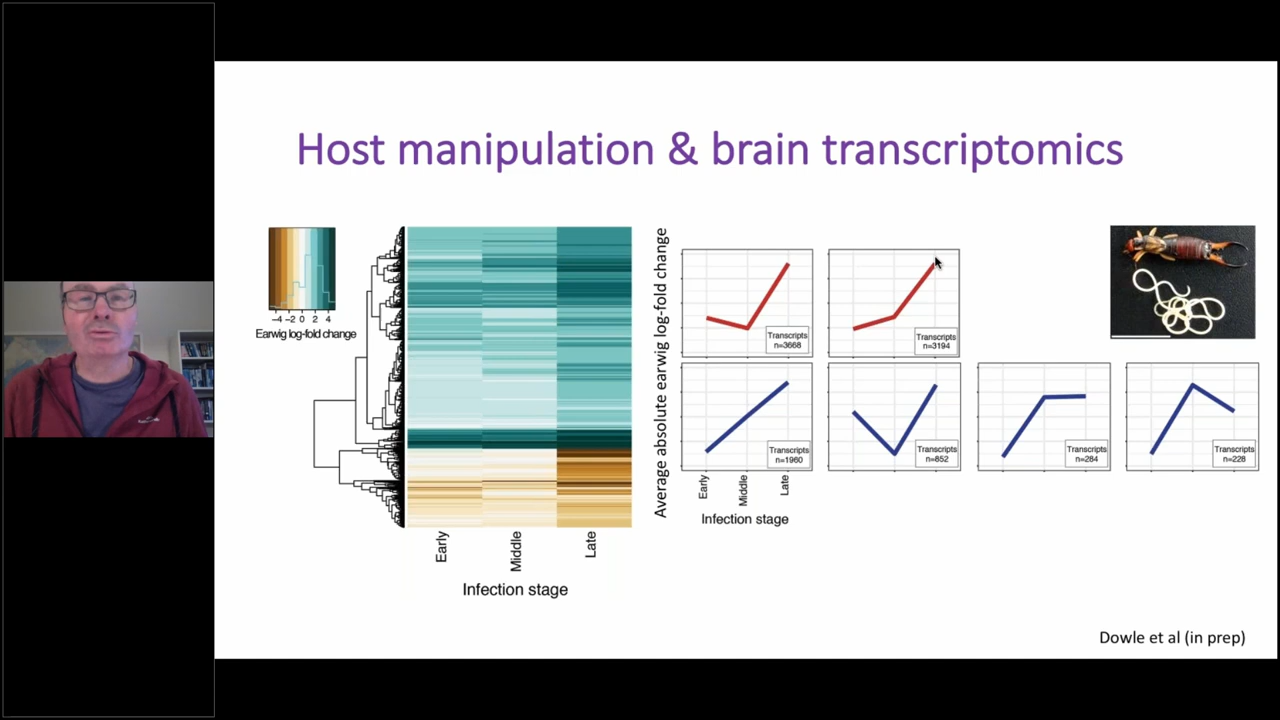 Host manipulation & brain transcriptomics
−4 −2 0 2 4
Earwig log-fold change
Early
Middle
Late
Infection stage
Average absolute earwig log-fold change
Transcripts
n=3668
Transcripts
n=3194
Transcripts
n=1960
Transcripts
n=852
Transcripts
n=264
Transcripts
n=228
Early
Middle
Late
Infection stage
Dowle et al (in prep)